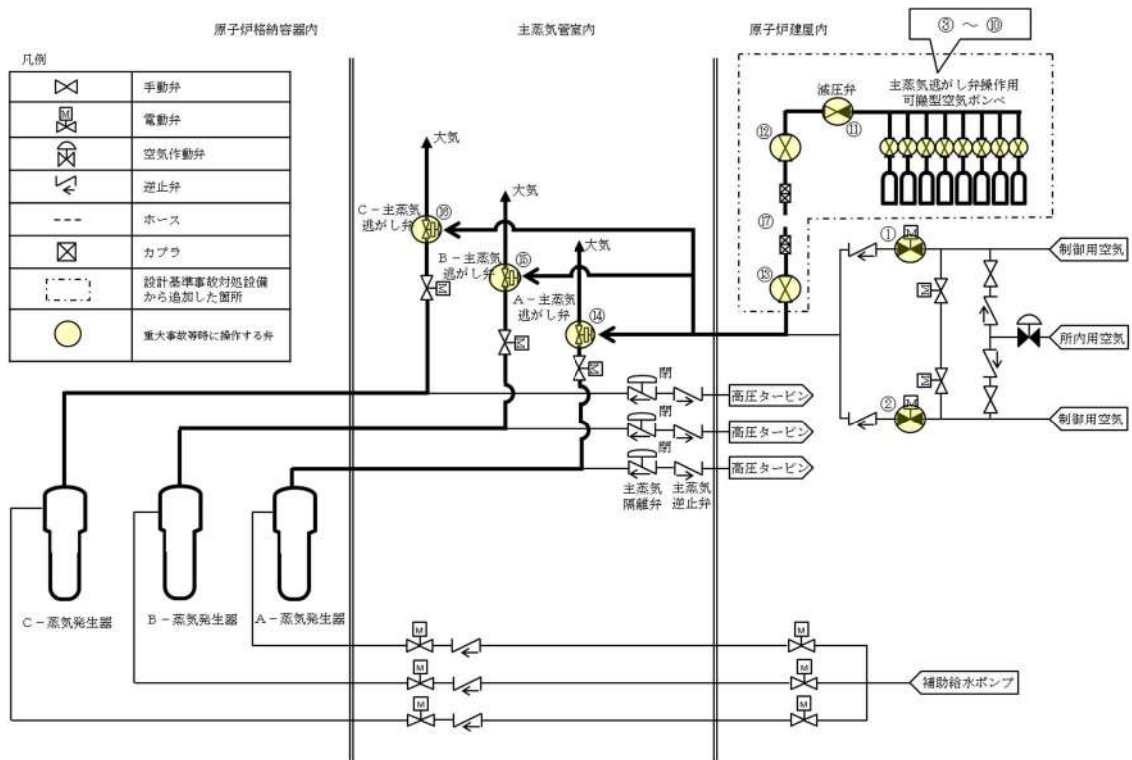 原子炉格納容器内
主蒸気管室内
原子炉建屋内
③ ～ ⑩
凡例
手動弁
M
電動弁
空気作動弁
逆止弁
ホース
カプラ
設計基準事故対処設備
から追加した箇所
重大事故等時に操作する弁
主蒸気逃がし弁操作用
可搬型空気ボンベ
減圧弁
⑪
⑫
⑰
⑬
大気
C－主蒸気
逃がし弁
⑯
大気
B－主蒸気
逃がし弁
⑮
大気
A－主蒸気
逃がし弁
⑭
M
M
M
①
M
制御用空気
M
所内用空気
M
②
M
制御用空気
閉
高圧タービン
閉
高圧タービン
閉
高圧タービン
主蒸気
隔離弁
主蒸気
逆止弁
C－蒸気発生器
B－蒸気発生器
A－蒸気発生器
M
M
M
M
M
M
補助給水ポンプ